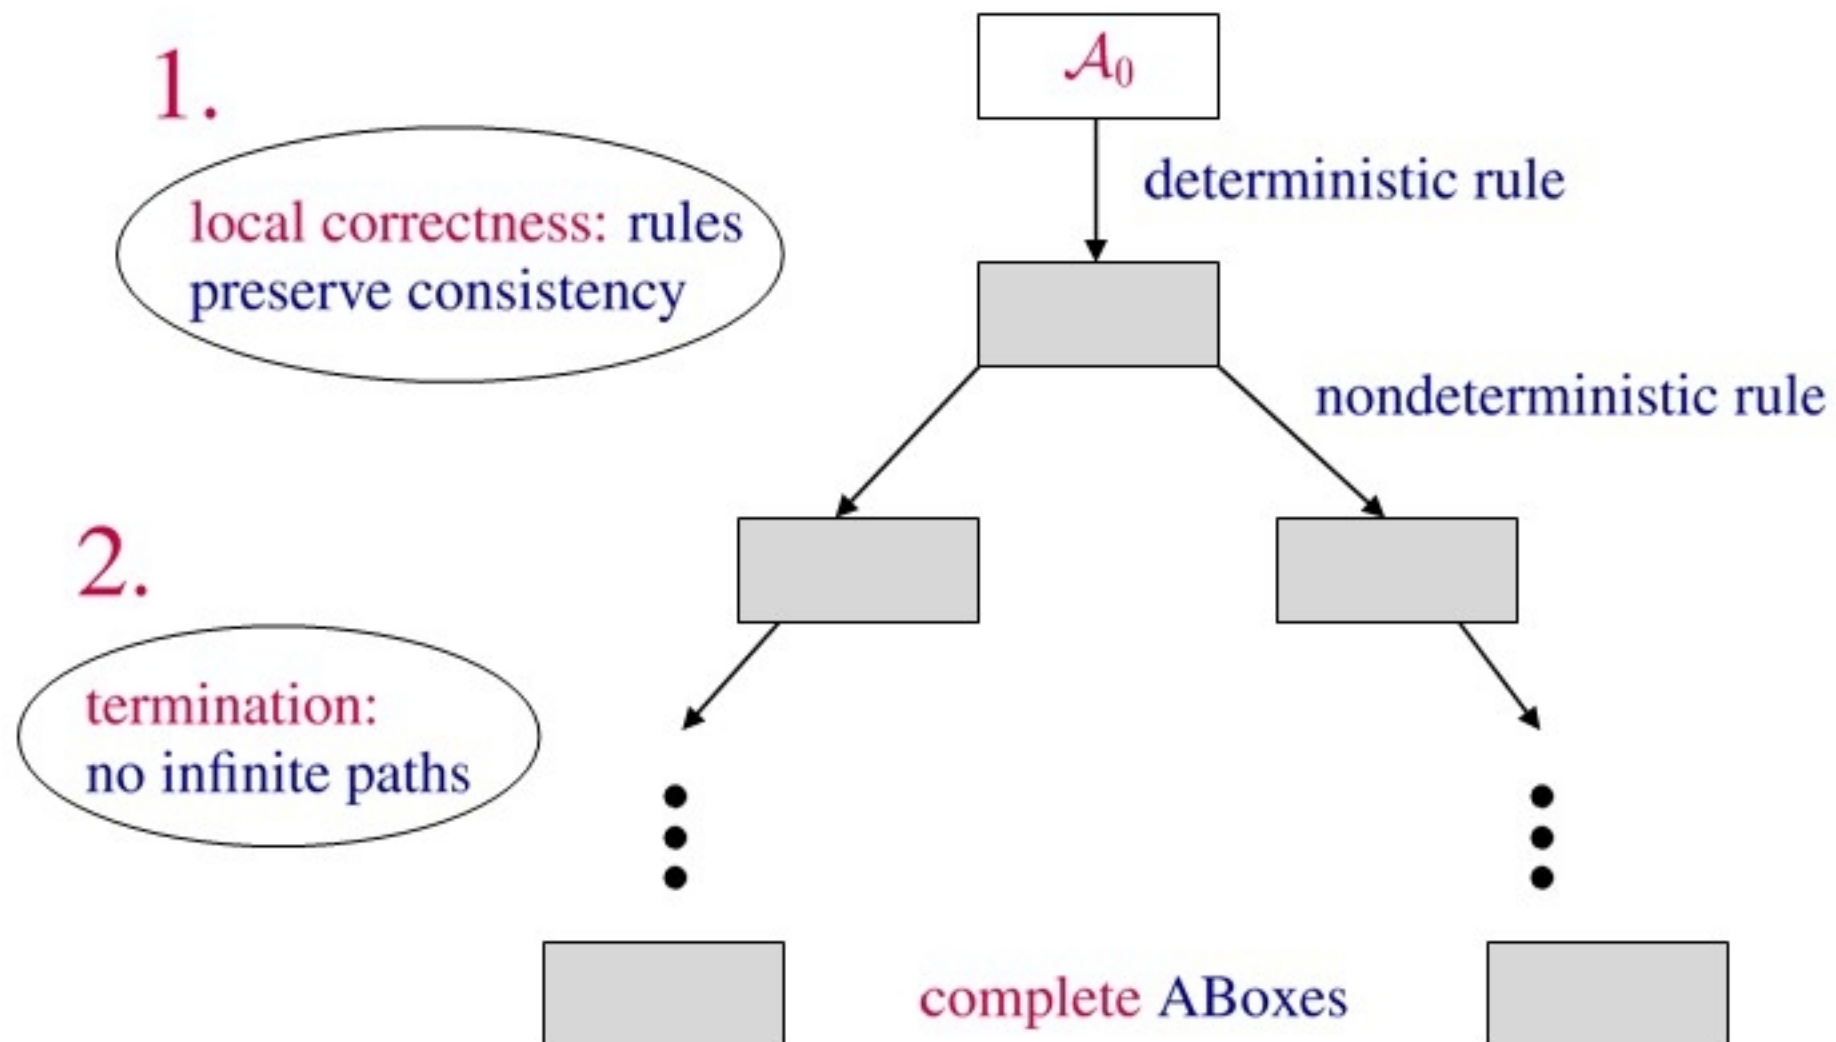 1.
𝒜₀
local correctness: rules
preserve consistency
deterministic rule
nondeterministic rule
2.
termination:
no infinite paths
complete ABoxes